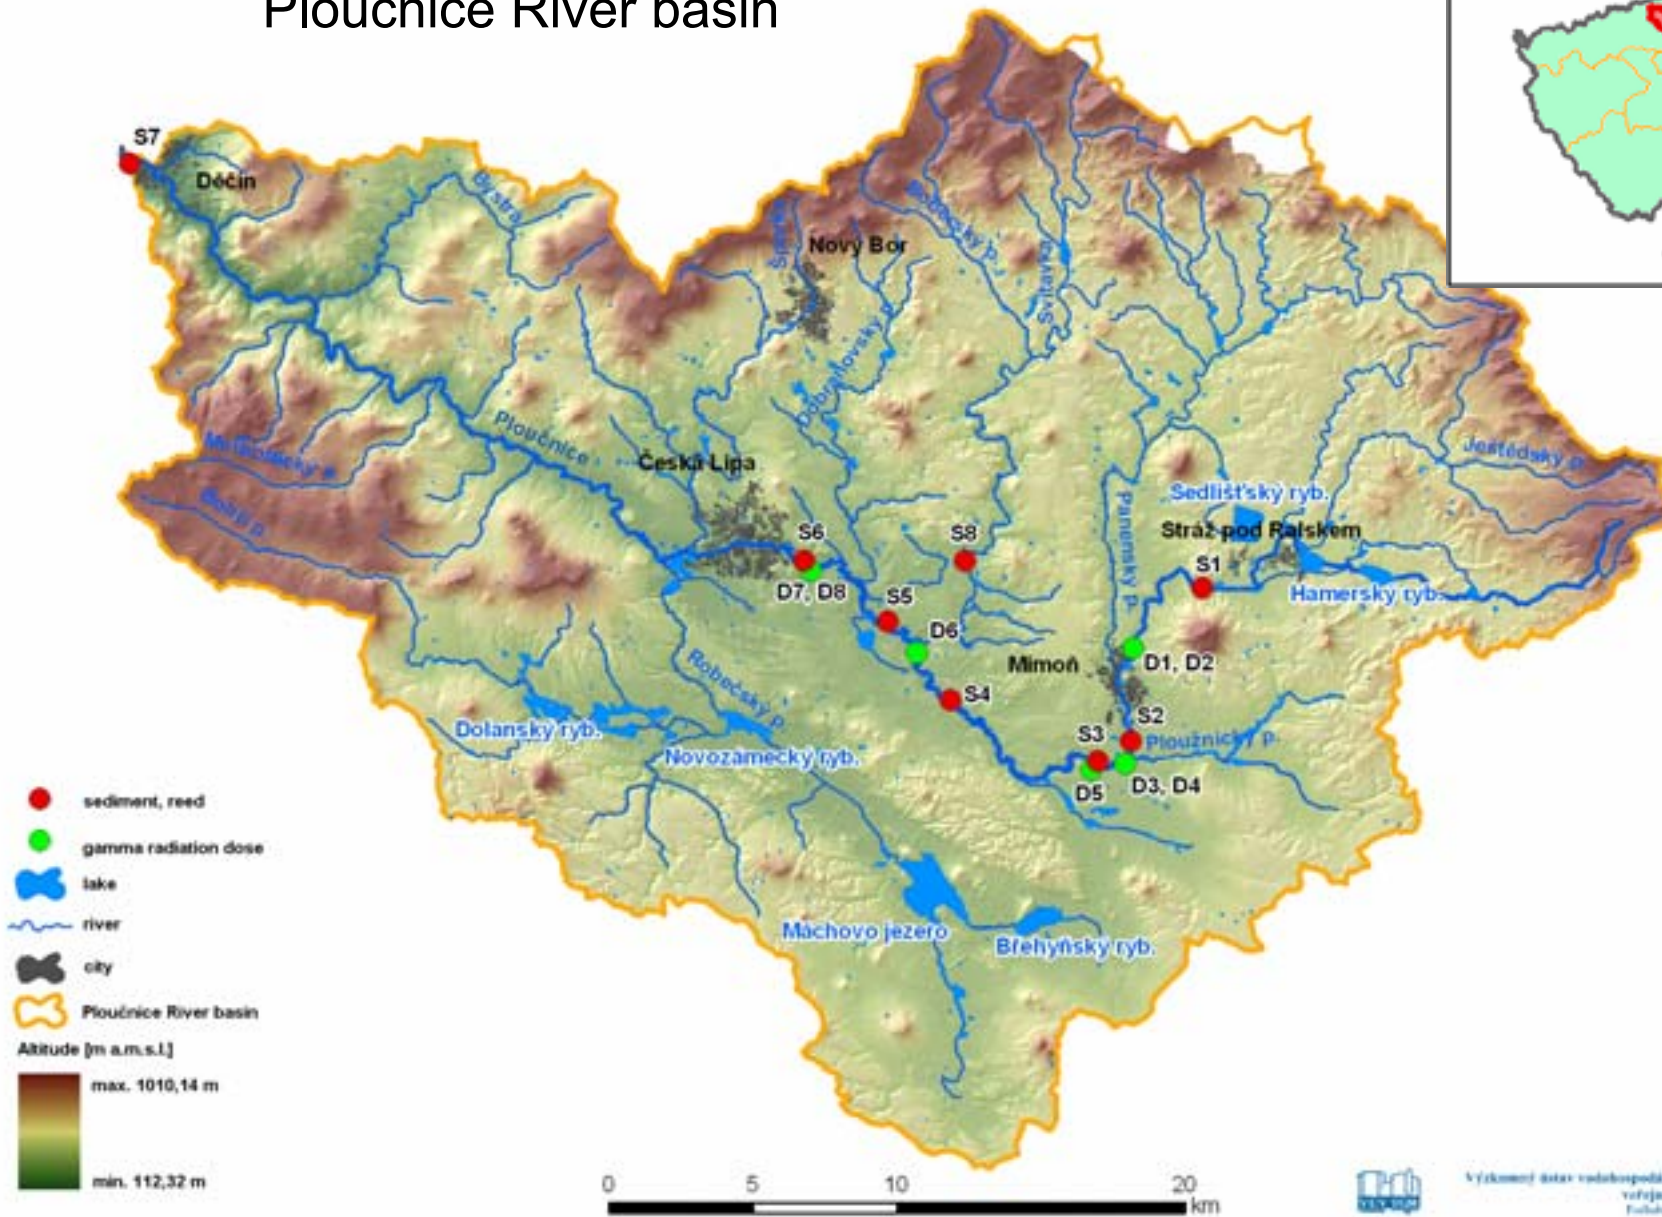 Ploučnice River basin
S7
Děčín
Bystrá
Šporka
Nový Bor
Dobranovský p.
Svitavka
Ploučnice
Česká Lípa
Panenský p.
Ještědský p.
Sedlišťský ryb.
Stráž pod Ralskem
S6
S8
S1
D7, D8
S5
Hamerský ryb.
D6
Mimoň
D1, D2
Robečský p.
S4
S2
S3
Ploužnický p.
Dolanský ryb.
Novozámecký ryb.
D5
D3, D4
Máchovo jezero
Břehyňský ryb.
sediment, reed
gamma radiation dose
lake
river
city
Ploučnice River basin
Altitude [m a.m.s.l.]
max. 1010,14 m
min. 112,32 m
0 5 10 20
km